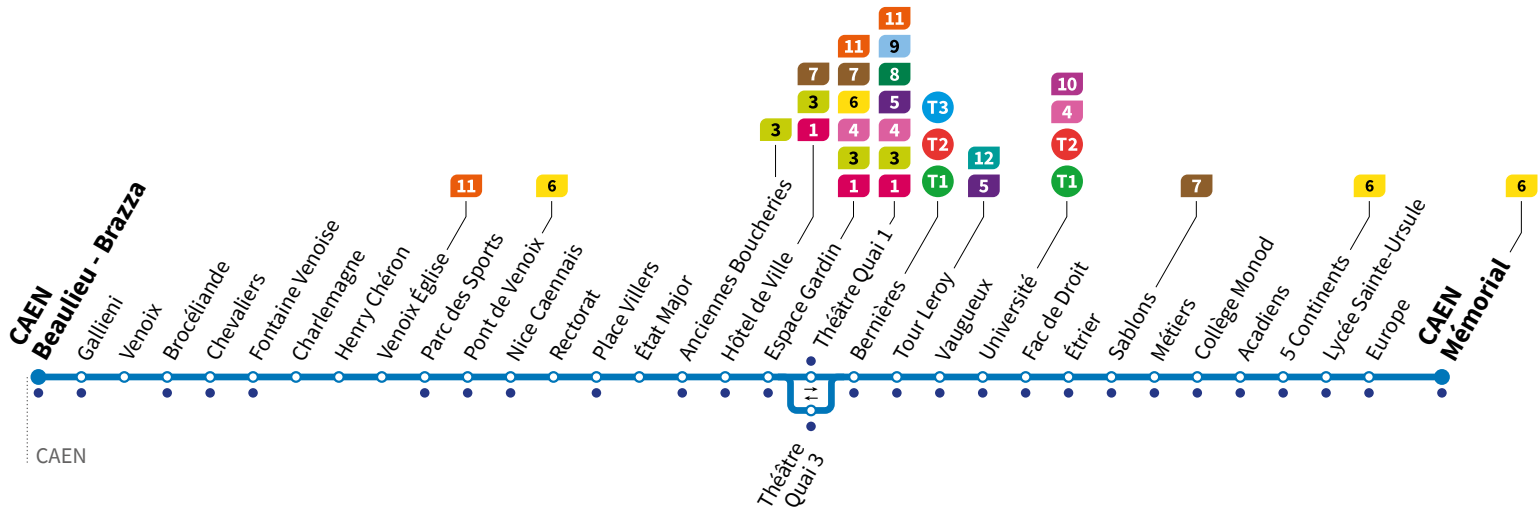 CAEN
Beaulieu - Brazza
Gallieni
Venoix
Brocéliande
Chevaliers
Fontaine Venoise
Charlemagne
Henry Chéron
Venoix Église
11
Parc des Sports
Pont de Venoix
6
Nice Caennais
Rectorat
Place Villers
État Major
Anciennes Boucheries
3
Hôtel de Ville
7
3
1
Espace Gardin
11
7
6
4
3
1
Théâtre Quai 1
11
9
8
5
4
3
1
Théâtre
Quai 3
Bernières
T3
T2
T1
Tour Leroy
12
5
Vaugueux
Université
10
4
T2
T1
Fac de Droit
Étrier
Sablons
7
Métiers
Collège Monod
Acadiens
5 Continents
6
Lycée Sainte-Ursule
Europe
CAEN
Mémorial
6
CAEN